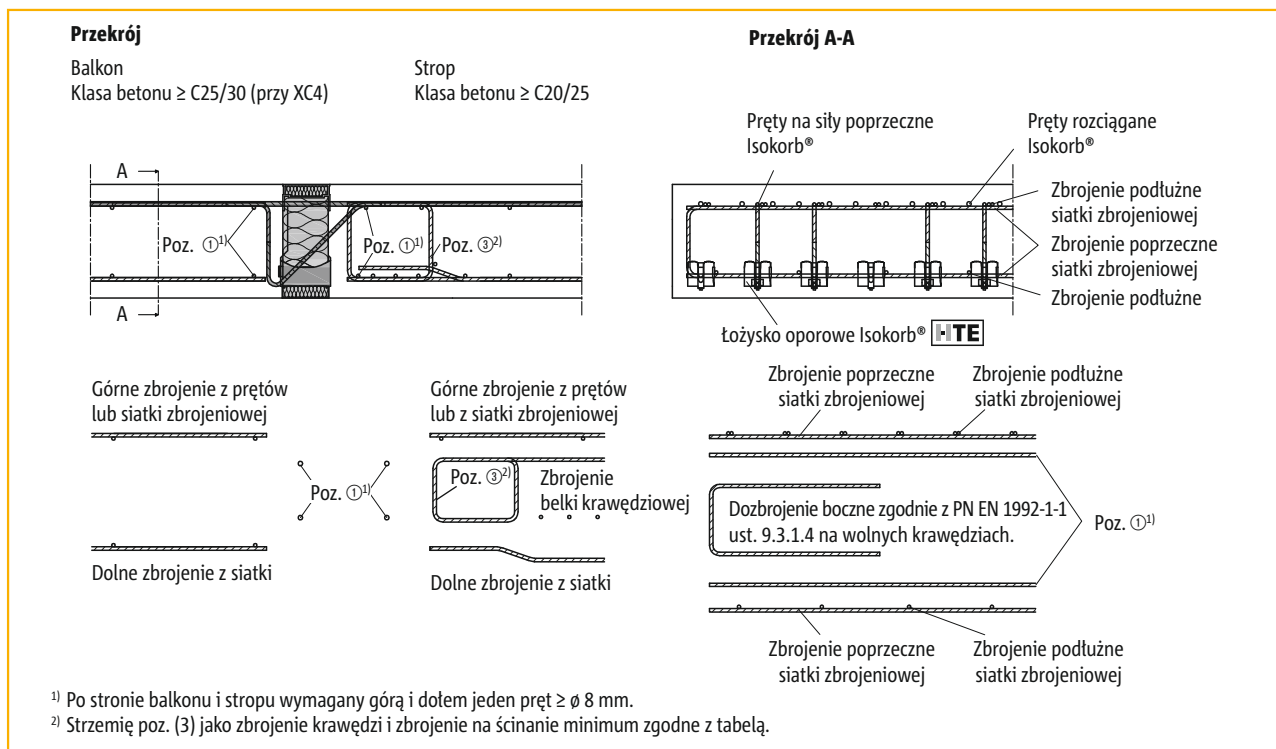 Przekrój
Balkon
Klasa betonu ≥ C25/30 (przy XC4)
Strop
Klasa betonu ≥ C20/25
A
Poz. ①¹⁾
Poz. ①¹⁾
Poz. ③²⁾
A
Przekrój A-A
Pręty na siły poprzeczne
Isokorb®
Pręty rozciągane
Isokorb®
Zbrojenie podłużne
siatki zbrojeniowej
Zbrojenie poprzeczne
siatki zbrojeniowej
Zbrojenie podłużne
Łożysko oporowe Isokorb® HTE
Górne zbrojenie z prętów
lub siatki zbrojeniowej
Poz. ①¹⁾
Dolne zbrojenie z siatki
Górne zbrojenie z prętów
lub z siatki zbrojeniowej
Poz. ③²⁾
Zbrojenie
belki krawędziowej
Dolne zbrojenie z siatki
Zbrojenie poprzeczne
siatki zbrojeniowej
Zbrojenie podłużne
siatki zbrojeniowej
Dozbrojenie boczne zgodnie z PN EN 1992-1-1
ust. 9.3.1.4 na wolnych krawędziach.
Poz. ①¹⁾
Zbrojenie poprzeczne
siatki zbrojeniowej
Zbrojenie podłużne
siatki zbrojeniowej
¹⁾ Po stronie balkonu i stropu wymagany górą i dołem jeden pręt ≥ ø 8 mm.
²⁾ Strzemię poz. (3) jako zbrojenie krawędzi i zbrojenie na ścinanie minimum zgodne z tabelą.